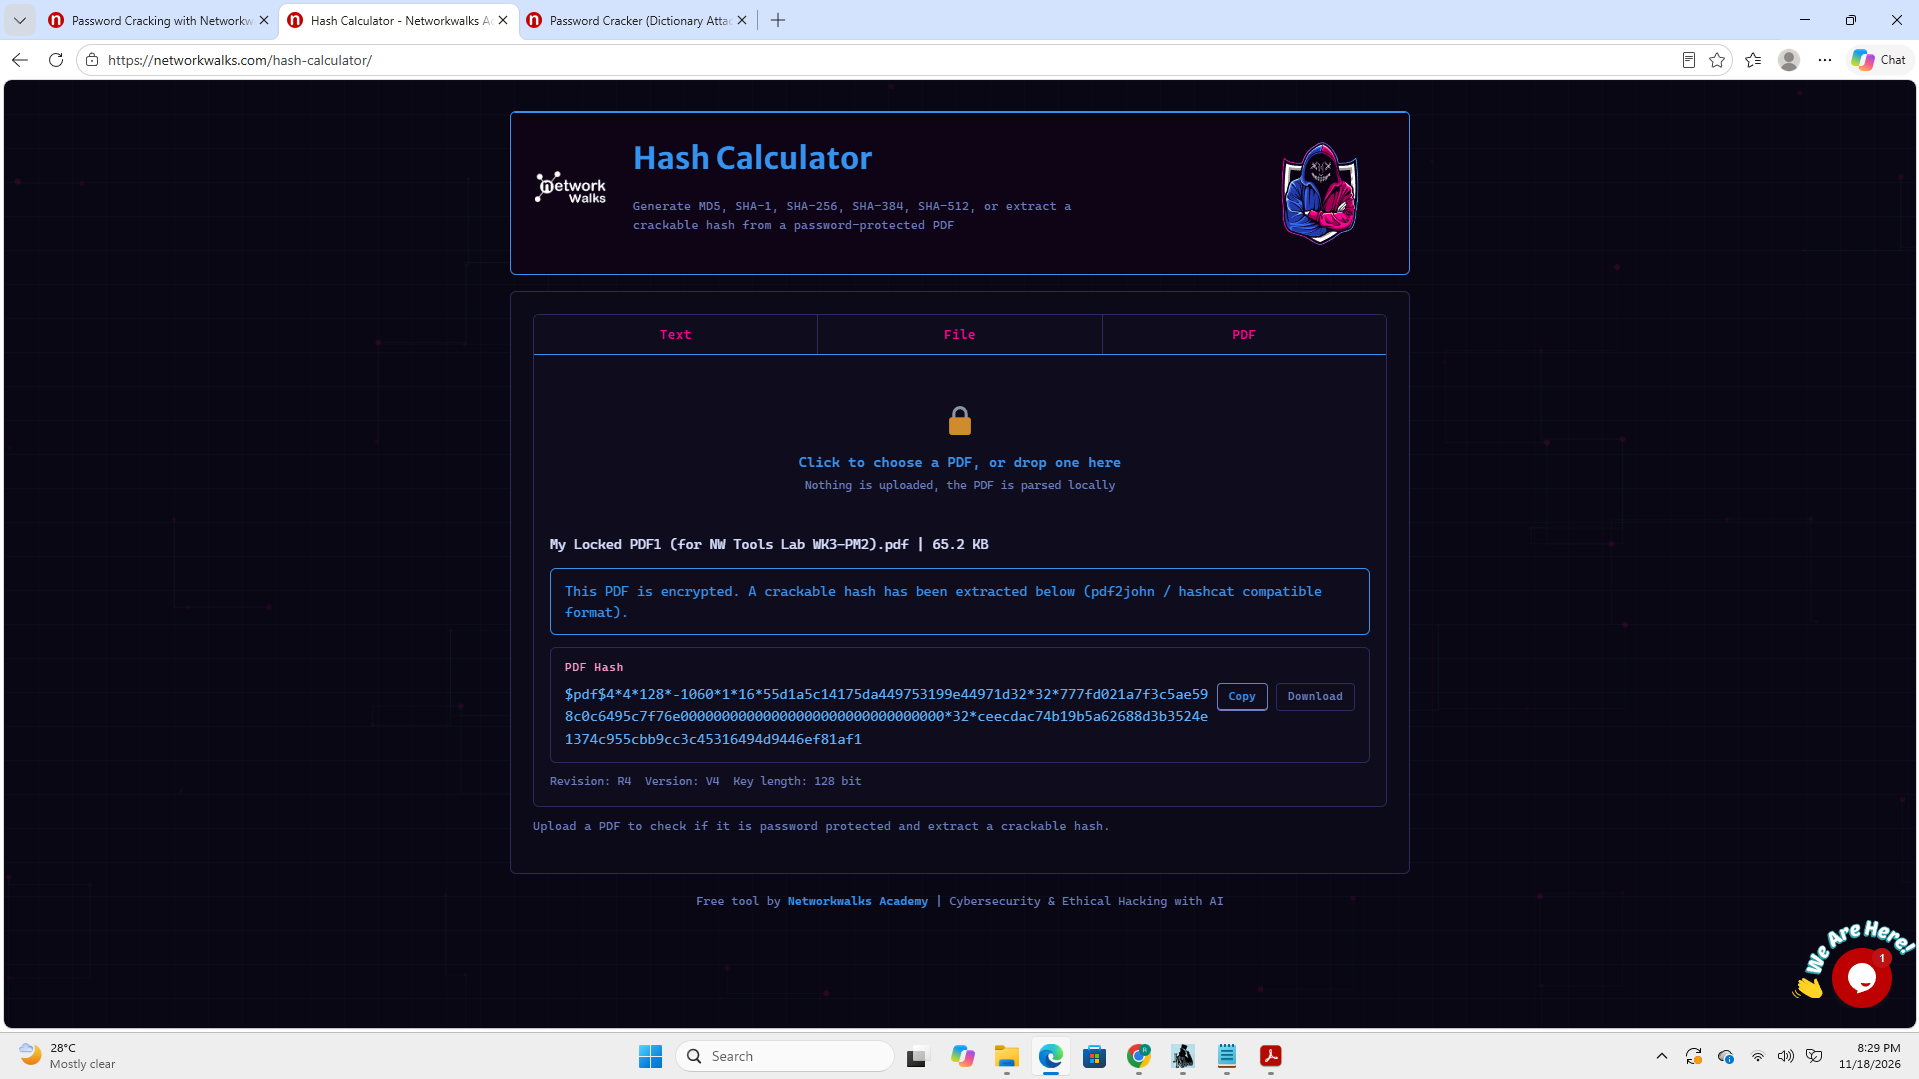 Password Cracking with Networkw
Hash Calculator - Networkwalks Ac
Password Cracker (Dictionary Attac
https://networkwalks.com/hash-calculator/
Chat
network
Walks
Hash Calculator
Generate MD5, SHA-1, SHA-256, SHA-384, SHA-512, or extract a
crackable hash from a password-protected PDF
Text
File
PDF
Click to choose a PDF, or drop one here
Nothing is uploaded, the PDF is parsed locally
My Locked PDF1 (for NW Tools Lab WK3-PM2).pdf | 65.2 KB
This PDF is encrypted. A crackable hash has been extracted below (pdf2john / hashcat compatible
format).
PDF Hash
$pdf$4*4*128*-1060*1*16*55d1a5c14175da449753199e44971d32*32*777fd021a7f3c5ae59
8c0c6495c7f76e00000000000000000000000000000000*32*ceecdac74b19b5a62688d3b3524e
1374c955cbb9cc3c45316494d9446ef81af1
Copy
Download
Revision: R4 Version: V4 Key length: 128 bit
Upload a PDF to check if it is password protected and extract a crackable hash.
Free tool by Networkwalks Academy | Cybersecurity & Ethical Hacking with AI
We Are Here!
1
28°C
Mostly clear
Search
8:29 PM
11/18/2026